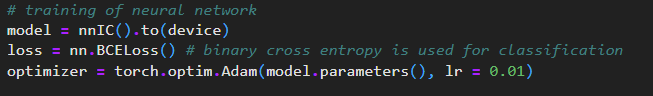 # training of neural network
model = nnIC().to(device)
loss = nn.BCELoss() # binary cross entropy is used for classification
optimizer = torch.optim.Adam(model.parameters(), lr = 0.01)